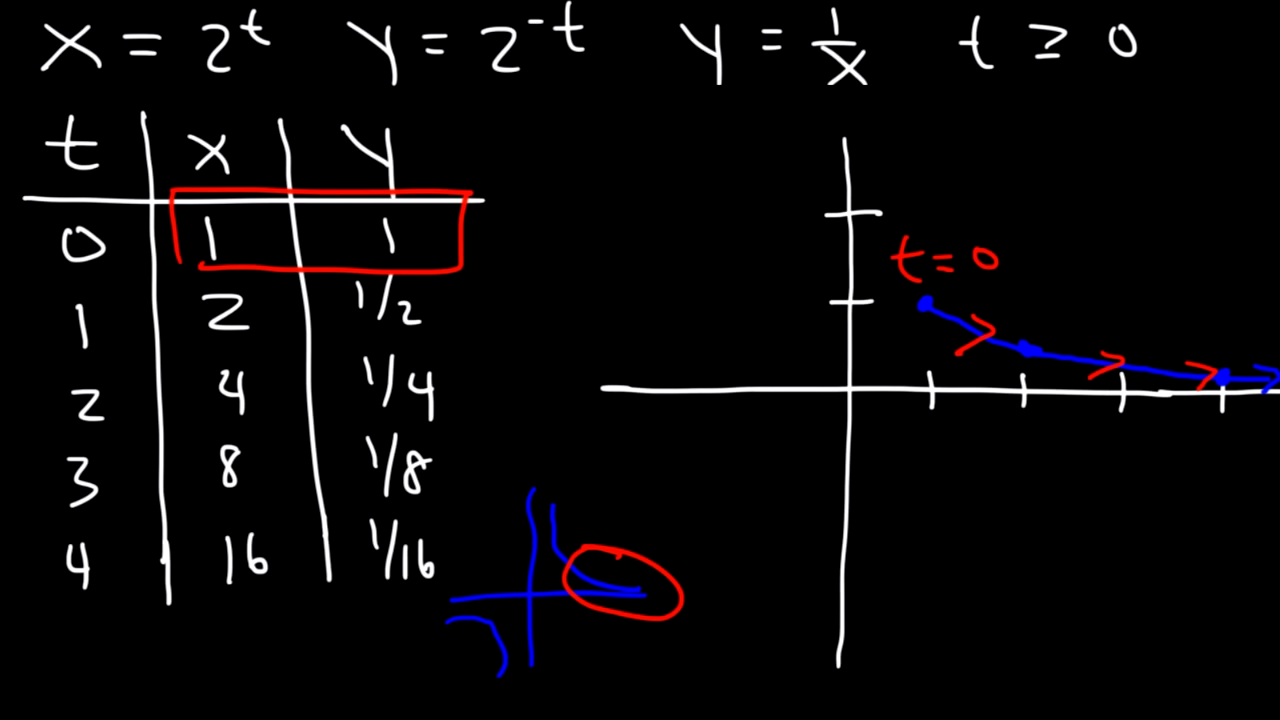 x = 2^t y = 2^-t y = 1/x t ≥ 0
t x y
0 1 1
t = 0
1 2 1/2
2 4 1/4
3 8 1/8
4 16 1/16